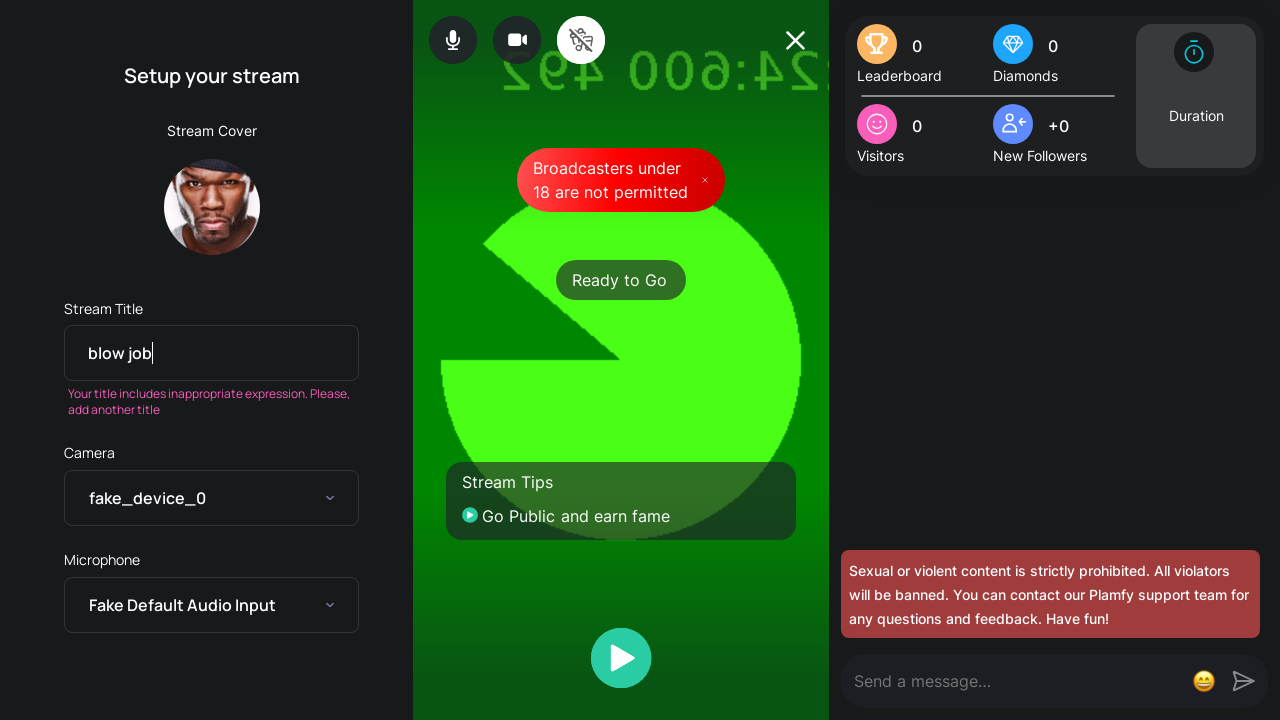 Setup your stream
Stream Cover
Stream Title
blow job
Your title includes inappropriate expression. Please,
add another title
Camera
fake_device_0
Microphone
Fake Default Audio Input
:24:600 492
Broadcasters under
18 are not permitted
Ready to Go
Stream Tips
Go Public and earn fame
0
Leaderboard
0
Diamonds
0
Visitors
+0
New Followers
Duration
Sexual or violent content is strictly prohibited. All violators
will be banned. You can contact our Plamfy support team for
any questions and feedback. Have fun!
Send a message...